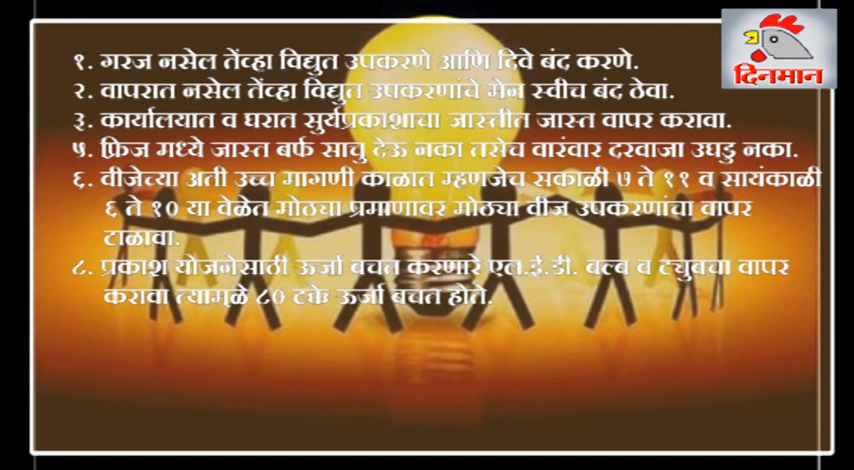 दिनमान
१. गरज नसेल तेंव्हा विद्युत उपकरणे आणि दिवे बंद करणे.
२. वापरात नसेल तेंव्हा विद्युत उपकरणांचे मेन स्वीच बंद ठेवा.
३. कार्यालयात व घरात सुर्यप्रकाशाचा जास्तीत जास्त वापर करावा.
५. फ्रिज मध्ये जास्त बर्फ साचु देऊ नका तसेच वारंवार दरवाजा उघडु नका.
६. वीजेच्या अती उच्च मागणी काळात म्हणजेच सकाळी ७ ते ११ व सायंकाळी
६ ते १0 या वेळेत मोठ्या प्रमाणावर मोठ्या वीज उपकरणांचा वापर
टाळावा.
८. प्रकाश योजनेसाठी ऊर्जा बचत करणारे एल.ई.डी. बल्ब व ट्युबचा वापर
करावा त्यामुळे ८0 टक्के ऊर्जा बचत होते.